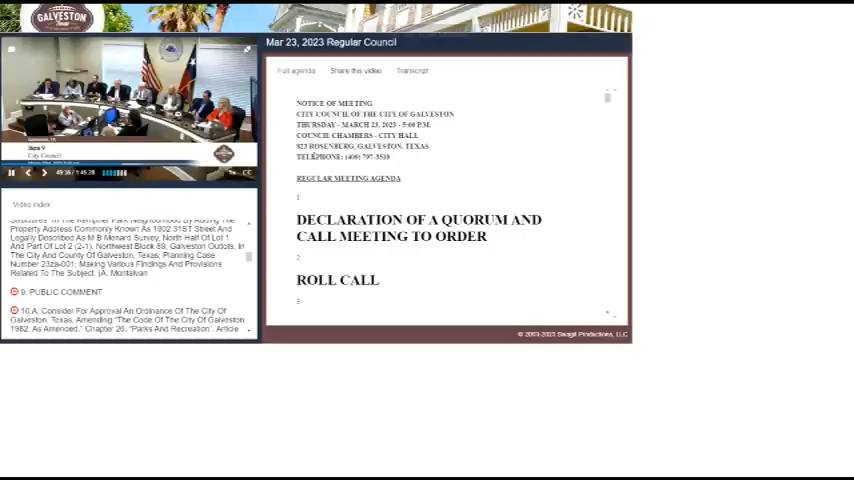 GALVESTON
Mar 23, 2023 Regular Council
Full agenda
Share this video
Transcript
NOTICE OF MEETING
CITY COUNCIL OF THE CITY OF GALVESTON
THURSDAY - MARCH 23, 2023 - 5:00 P.M.
COUNCIL CHAMBERS - CITY HALL
823 ROSENBERG, GALVESTON, TEXAS
TELEPHONE: (409) 797-3510
REGULAR MEETING AGENDA
1.
DECLARATION OF A QUORUM AND
CALL MEETING TO ORDER
2.
ROLL CALL
3.
Item 9
City Council
49:36 / 1:45:28
1x
CC
Video index
Structures" In The Kempner Park Neighborhood By Adding The
Property Address Commonly Known As 1902 31ST Street And
Legally Described As M B Menard Survey, North Half Of Lot 1
And Part Of Lot 2 (2-1), Northwest Block 89, Galveston Outlots, In
The City And County Of Galveston, Texas; Planning Case
Number 23za-001; Making Various Findings And Provisions
Related To The Subject. (A. Montalvan
9. PUBLIC COMMENT
10.A. Consider For Approval An Ordinance Of The City Of
Galveston, Texas, Amending "The Code Of The City Of Galveston
1982, As Amended," Chapter 26, "Parks And Recreation", Article
© 2003-2023 Swagit Productions, LLC